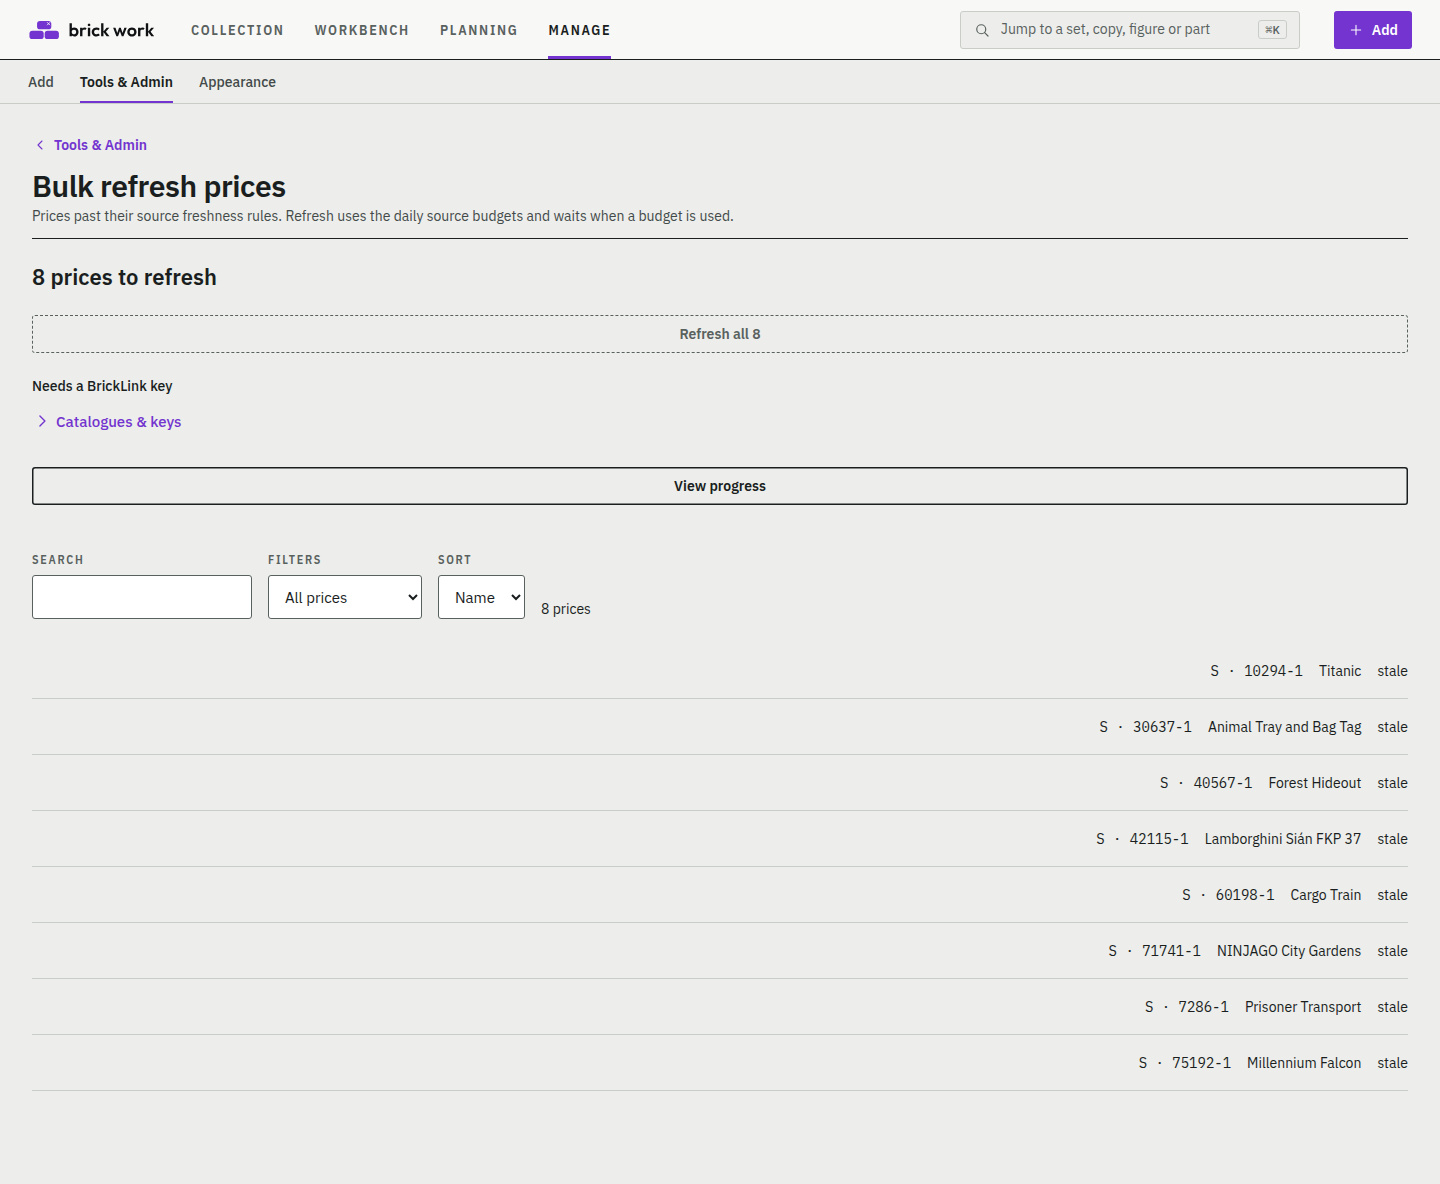 brick work
COLLECTION WORKBENCH PLANNING MANAGE
Jump to a set, copy, figure or part ⌘K
+ Add
Add Tools & Admin Appearance
Tools & Admin
Bulk refresh prices
Prices past their source freshness rules. Refresh uses the daily source budgets and waits when a budget is used.
8 prices to refresh
Refresh all 8
Needs a BrickLink key
Catalogues & keys
View progress
SEARCH FILTERS SORT
All prices Name 8 prices
S · 10294-1 Titanic stale
S · 30637-1 Animal Tray and Bag Tag stale
S · 40567-1 Forest Hideout stale
S · 42115-1 Lamborghini Sián FKP 37 stale
S · 60198-1 Cargo Train stale
S · 71741-1 NINJAGO City Gardens stale
S · 7286-1 Prisoner Transport stale
S · 75192-1 Millennium Falcon stale